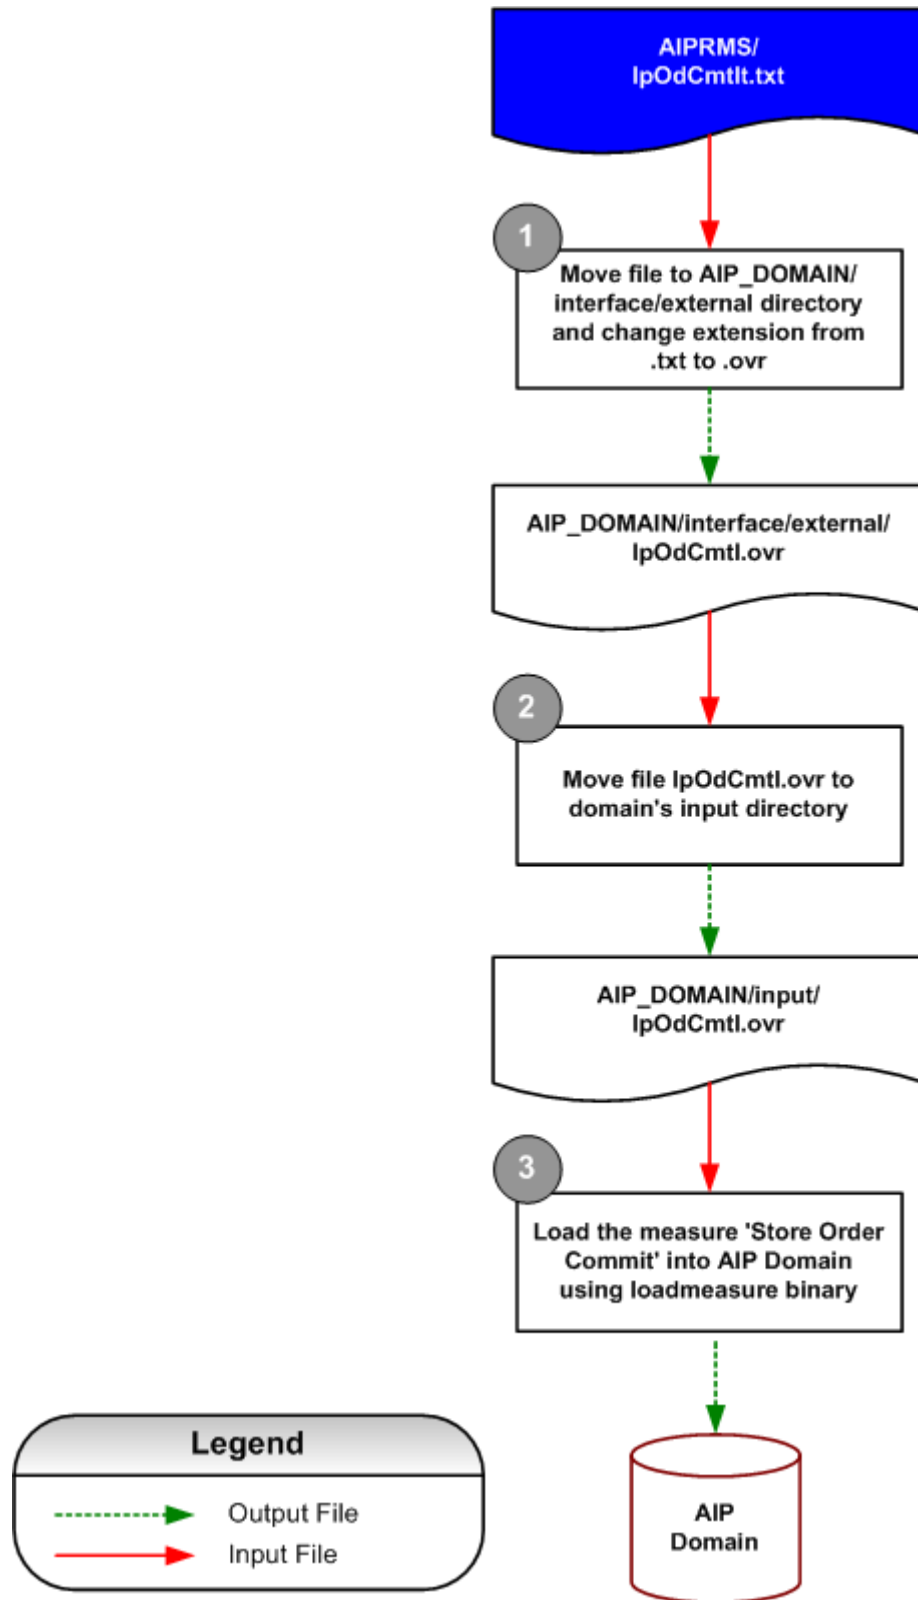 AIPRMS/
IpOdCmtlt.txt
1
Move file to AIP_DOMAIN/
interface/external directory
and change extension from
.txt to .ovr
AIP_DOMAIN/interface/external/
IpOdCmtl.ovr
2
Move file IpOdCmtl.ovr to
domain's input directory
AIP_DOMAIN/input/
IpOdCmtl.ovr
3
Load the measure 'Store Order
Commit' into AIP Domain
using loadmeasure binary
Legend
Output File
Input File
AIP
Domain